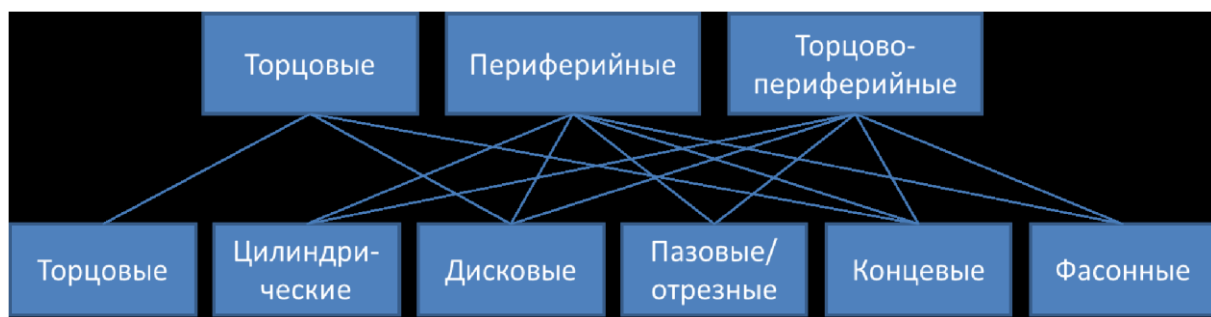 Торцовые
Периферийные
Торцово-
периферийные
Торцовые
Цилиндри-
ческие
Дисковые
Пазовые/
отрезные
Концевые
Фасонные